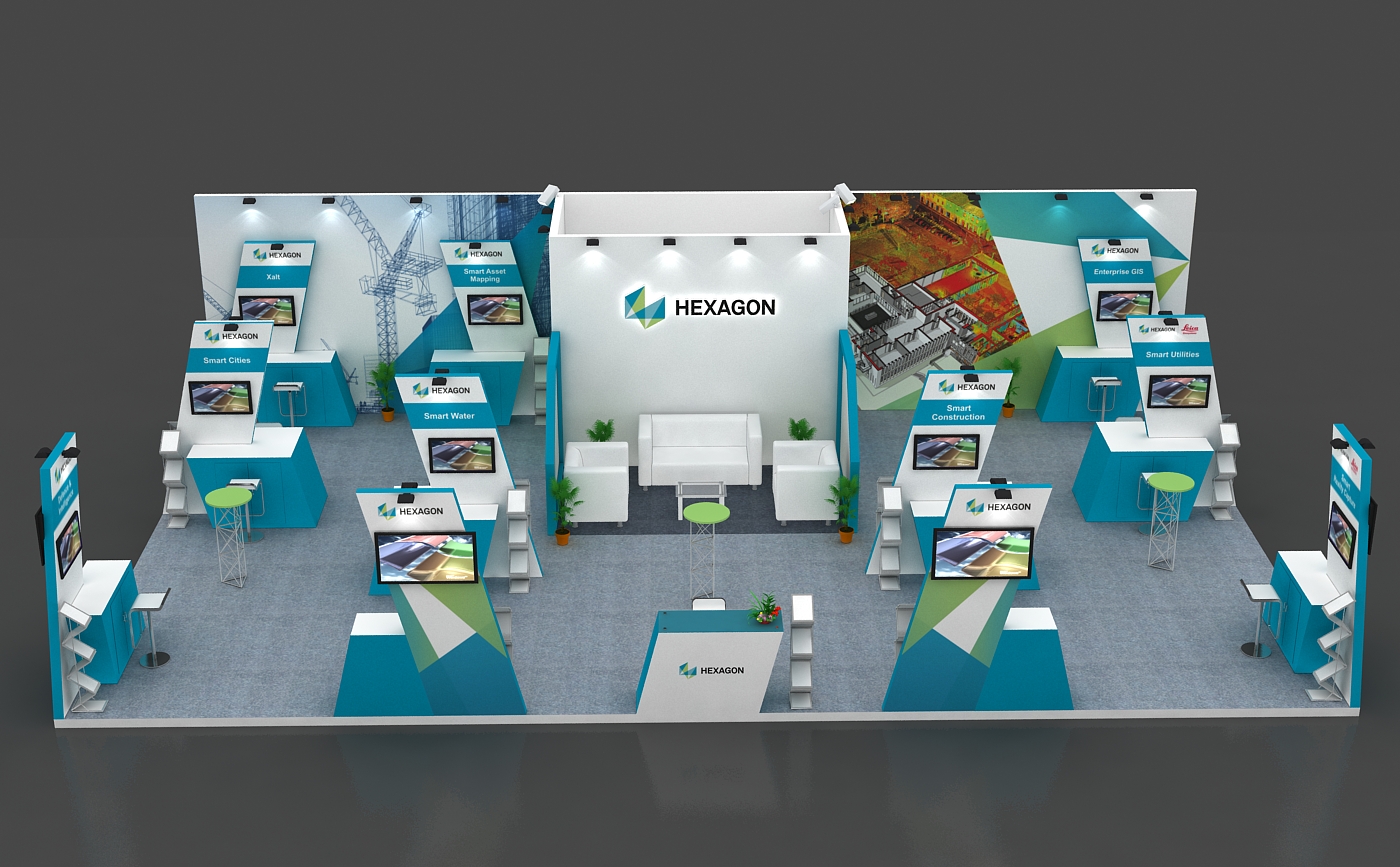 HEXAGON
HEXAGON
Xalt
HEXAGON
Smart Asset
Mapping
HEXAGON
Enterprise GIS
HEXAGON
Smart Cities
HEXAGON Leica
Smart Utilities
HEXAGON
Smart Water
HEXAGON
Smart
Construction
HEXAGON
HEXAGON
HEXAGON